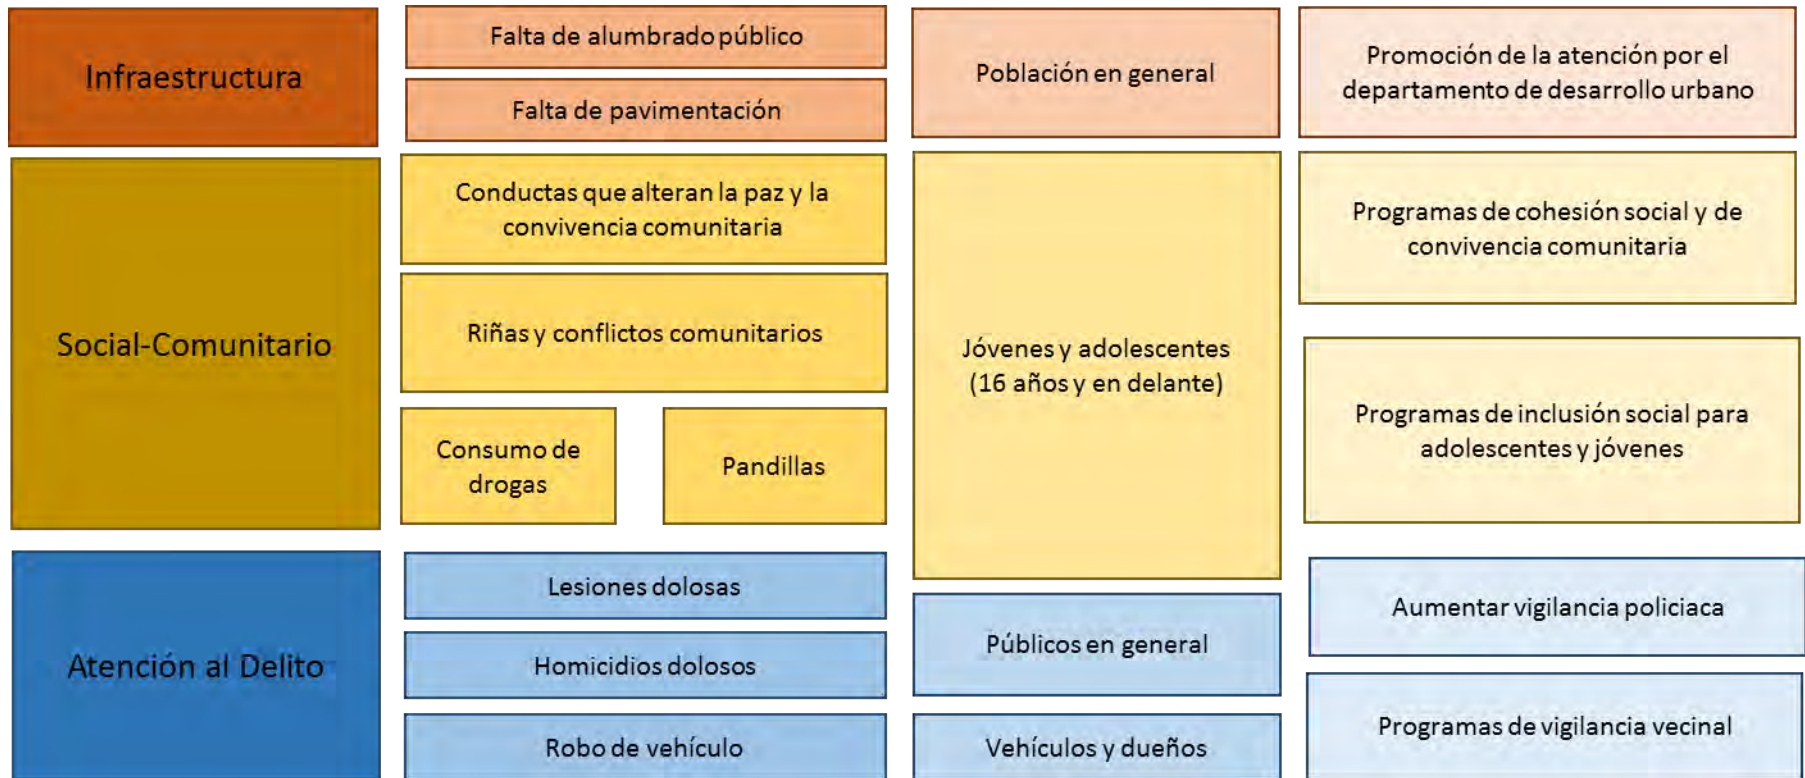 Infraestructura
Falta de alumbrado público
Falta de pavimentación
Población en general
Promoción de la atención por el
departamento de desarrollo urbano
Social-Comunitario
Conductas que alteran la paz y la
convivencia comunitaria
Riñas y conflictos comunitarios
Consumo de
drogas
Pandillas
Jóvenes y adolescentes
(16 años y en delante)
Programas de cohesión social y de
convivencia comunitaria
Programas de inclusión social para
adolescentes y jóvenes
Atención al Delito
Lesiones dolosas
Homicidios dolosos
Robo de vehículo
Públicos en general
Vehículos y dueños
Aumentar vigilancia policiaca
Programas de vigilancia vecinal